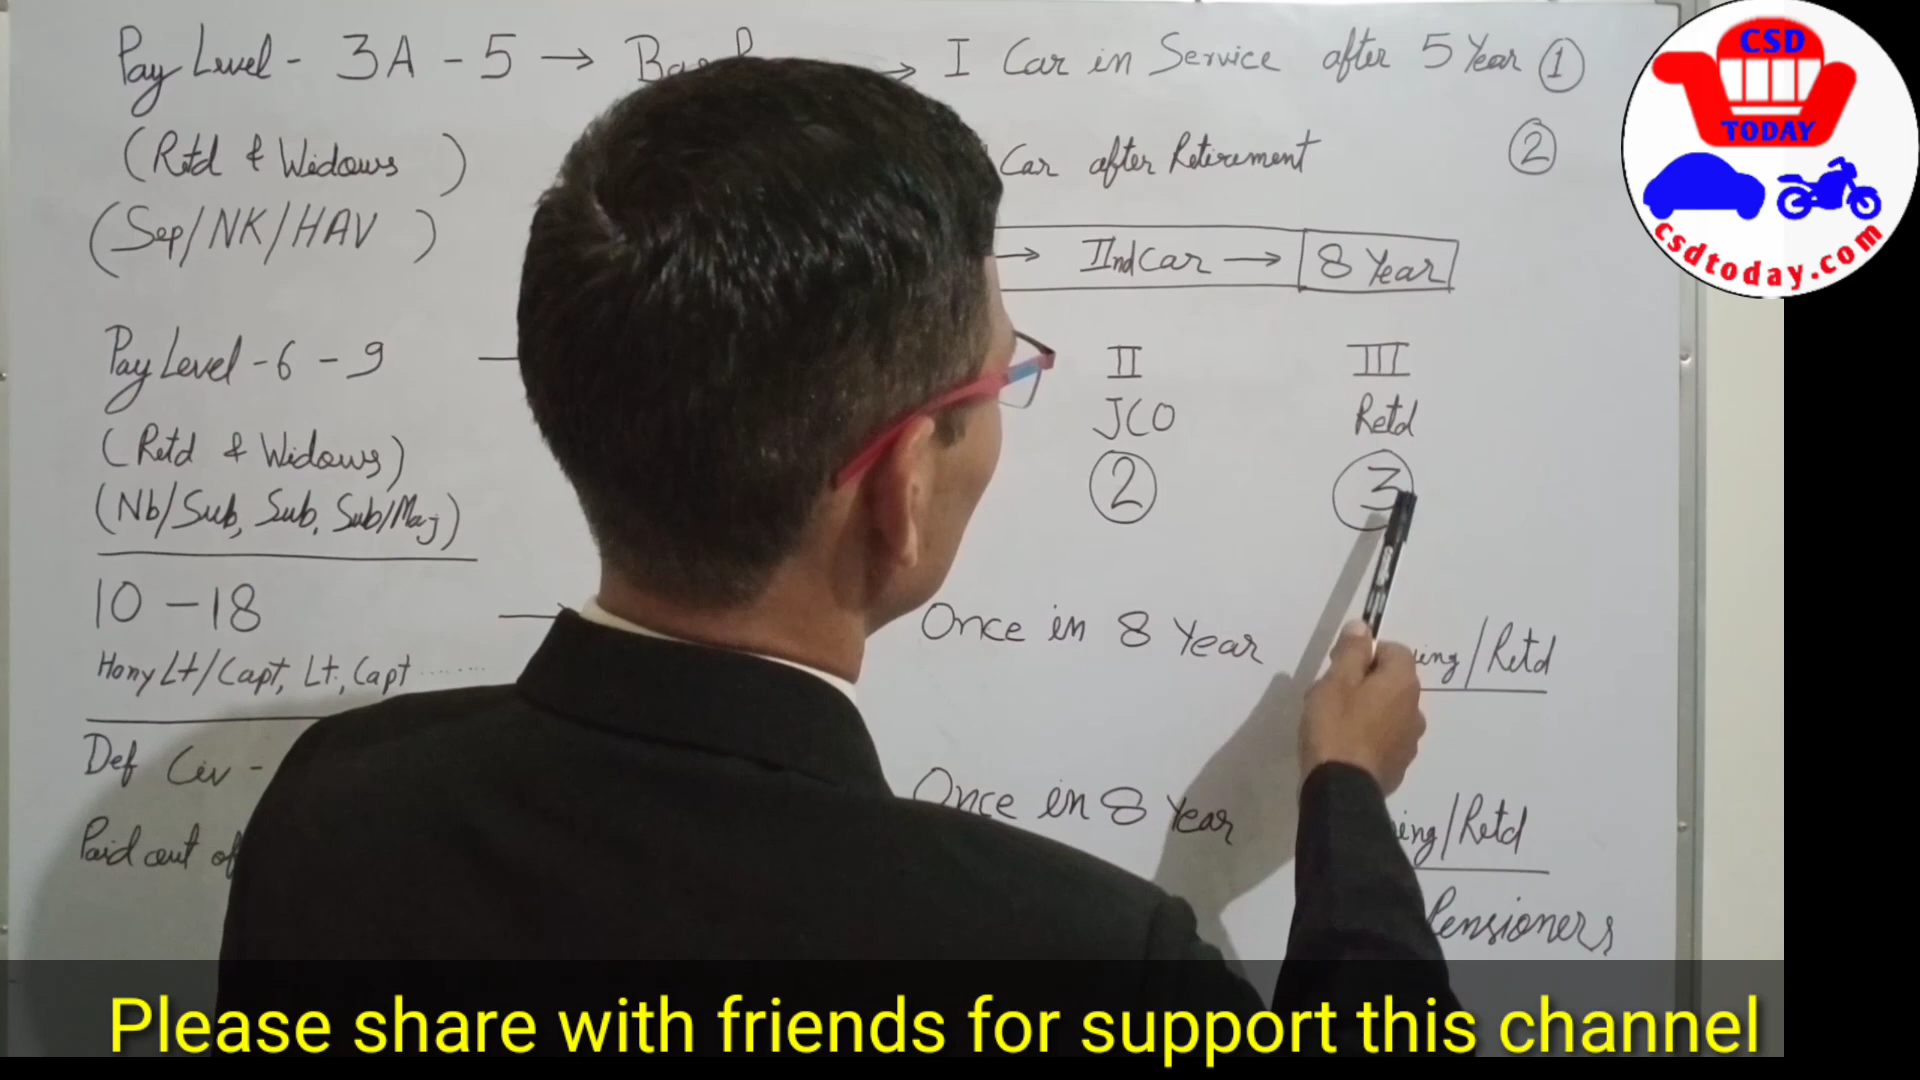 Pay Level - 3A - 5 → → I Car in Service after 5 Year ①
(Retd & Widows) Car after Retirement ②
(Sep/NK/HAV)
→ IInd Car → 8 Year
Pay Level - 6 - 9 II III
(Retd & Widows) JCO Retd
(Nb/Sub, Sub, Sub/Maj) ② ③
10 - 18 Once in 8 Year /Retd
Hony Lt/Capt, Lt, Capt ........
Def Civ - Once in 8 Year /Retd
Paid out of Pensioners
CSD
TODAY
csdtoday.com
Please share with friends for support this channel